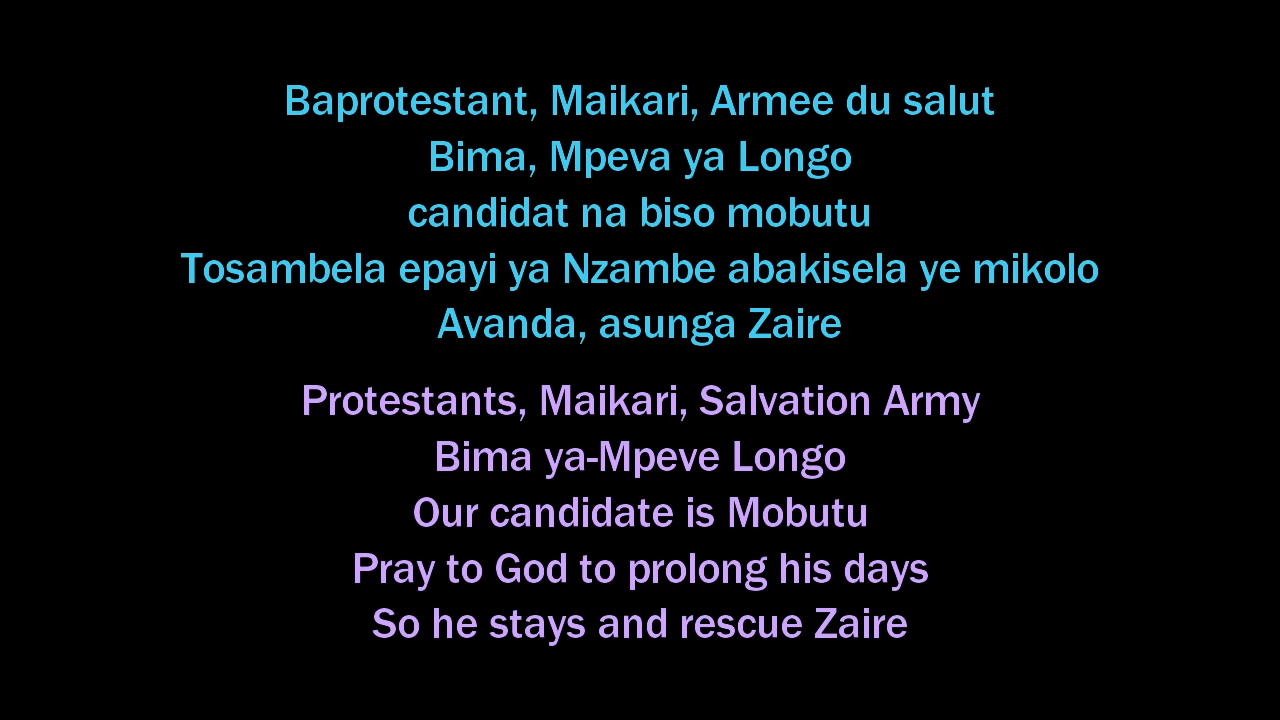 Baprotestant, Maikari, Armee du salut
Bima, Mpeva ya Longo
candidat na biso mobutu
Tosambela epayi ya Nzambe abakisela ye mikolo
Avanda, asunga Zaire
Protestants, Maikari, Salvation Army
Bima ya-Mpeve Longo
Our candidate is Mobutu
Pray to God to prolong his days
So he stays and rescue Zaire